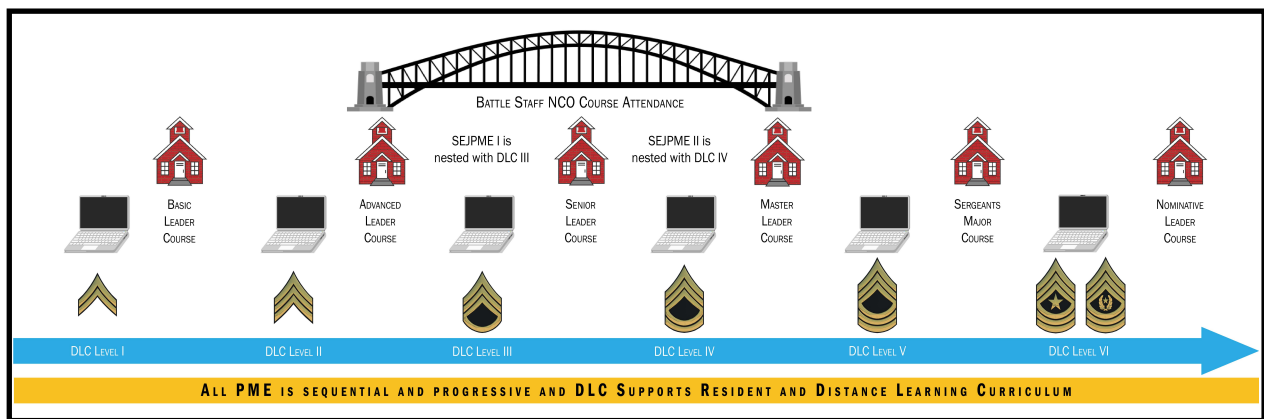 BATTLE STAFF NCO COURSE ATTENDANCE
SEJPME I is
nested with DLC III
SEJPME II is
nested with DLC IV
BASIC
LEADER
COURSE
ADVANCED
LEADER
COURSE
SENIOR
LEADER
COURSE
MASTER
LEADER
COURSE
SERGEANTS
MAJOR
COURSE
NOMINATIVE
LEADER
COURSE
DLC LEVEL I
DLC LEVEL II
DLC LEVEL III
DLC LEVEL IV
DLC LEVEL V
DLC LEVEL VI
ALL PME IS SEQUENTIAL AND PROGRESSIVE AND DLC SUPPORTS RESIDENT AND DISTANCE LEARNING CURRICULUM